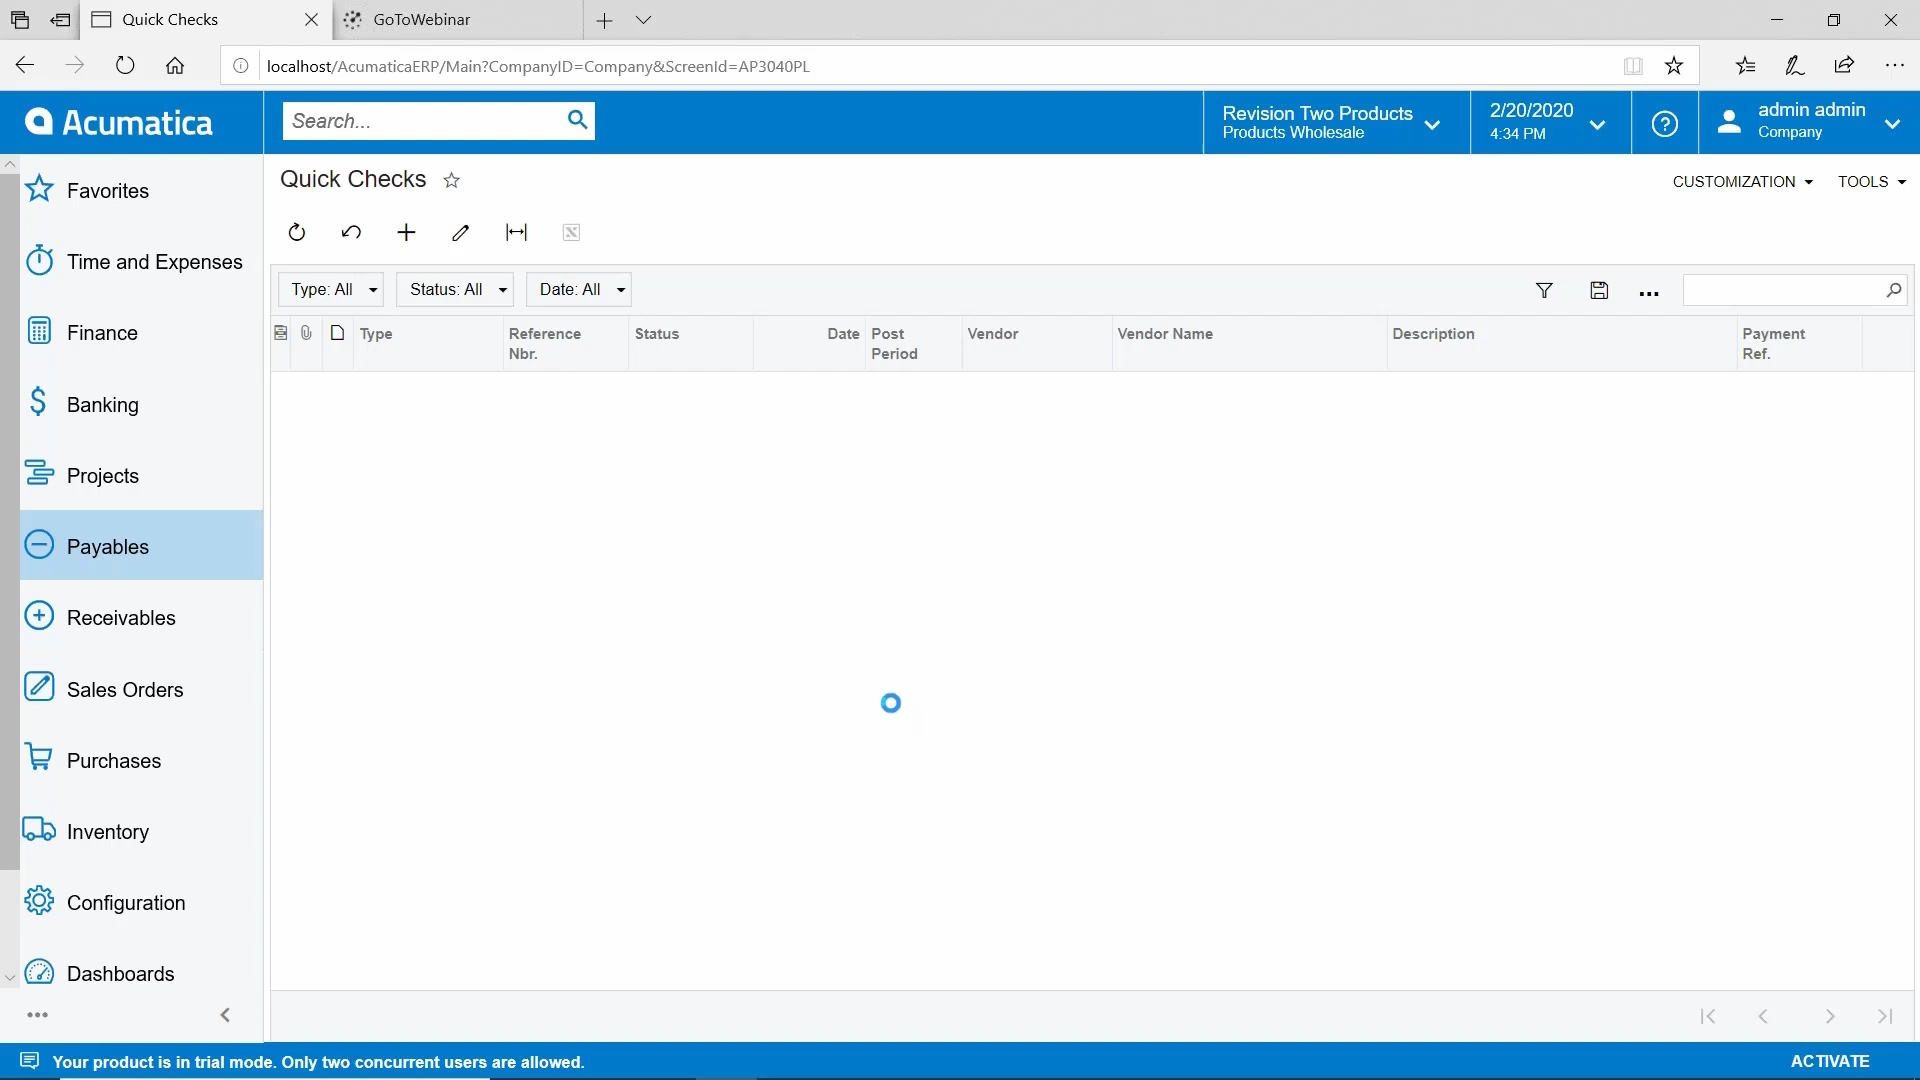 Quick Checks
GoToWebinar
localhost/AcumaticaERP/Main?CompanyID=Company&ScreenId=AP3040PL
Acumatica
Search...
Revision Two Products
Products Wholesale
2/20/2020
4:34 PM
admin admin
Company
Favorites
Time and Expenses
Finance
Banking
Projects
Payables
Receivables
Sales Orders
Purchases
Inventory
Configuration
Dashboards
Quick Checks
CUSTOMIZATION
TOOLS
Type: All
Status: All
Date: All
Type
Reference Nbr.
Status
Date
Post Period
Vendor
Vendor Name
Description
Payment Ref.
Your product is in trial mode. Only two concurrent users are allowed.
ACTIVATE